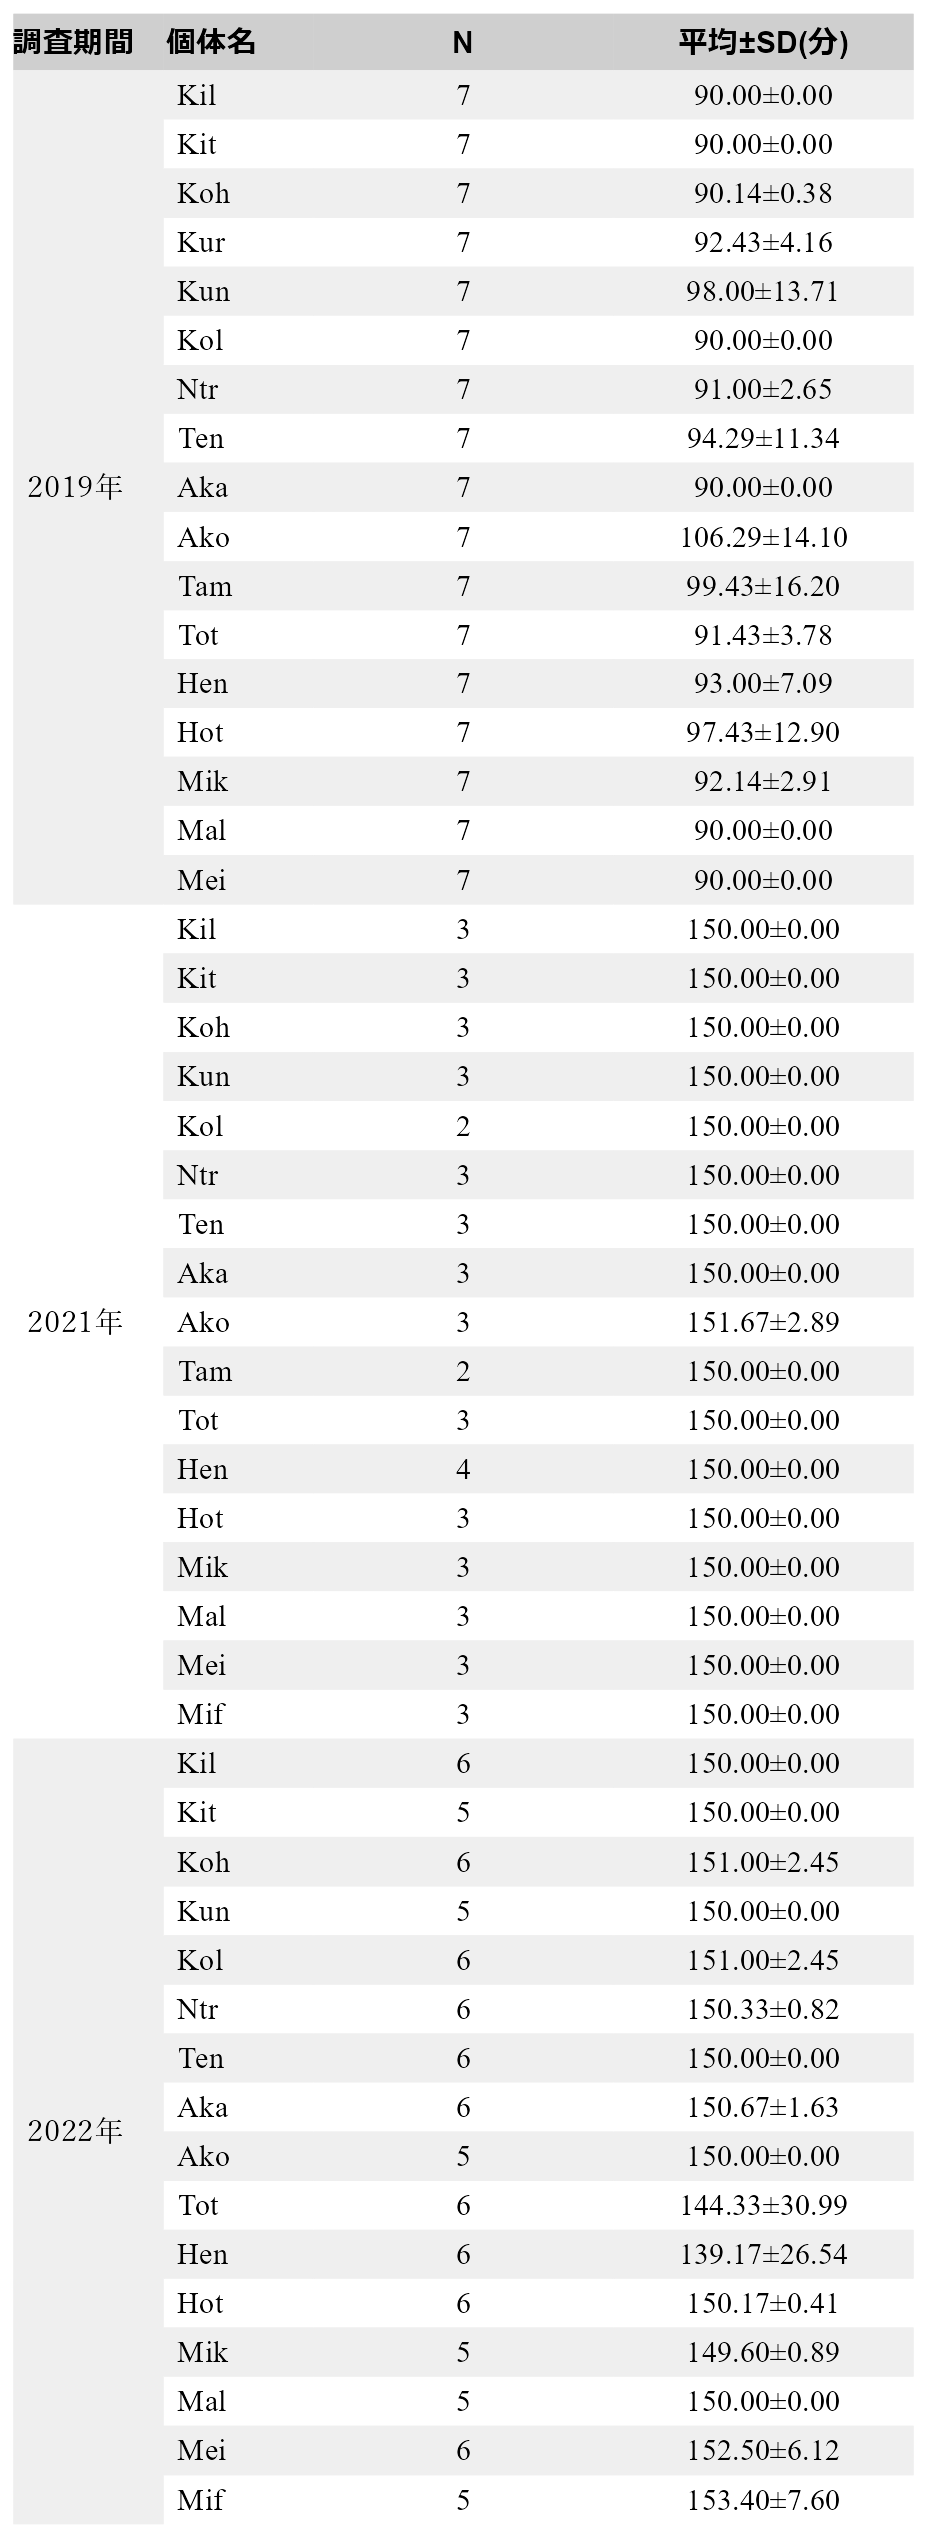 調査期間 個体名 N 平均±SD(分)
Kil 7 90.00±0.00
Kit 7 90.00±0.00
Koh 7 90.14±0.38
Kur 7 92.43±4.16
Kun 7 98.00±13.71
Kol 7 90.00±0.00
Ntr 7 91.00±2.65
Ten 7 94.29±11.34
2019年 Aka 7 90.00±0.00
Ako 7 106.29±14.10
Tam 7 99.43±16.20
Tot 7 91.43±3.78
Hen 7 93.00±7.09
Hot 7 97.43±12.90
Mik 7 92.14±2.91
Mal 7 90.00±0.00
Mei 7 90.00±0.00
Kil 3 150.00±0.00
Kit 3 150.00±0.00
Koh 3 150.00±0.00
Kun 3 150.00±0.00
Kol 2 150.00±0.00
Ntr 3 150.00±0.00
Ten 3 150.00±0.00
Aka 3 150.00±0.00
2021年 Ako 3 151.67±2.89
Tam 2 150.00±0.00
Tot 3 150.00±0.00
Hen 4 150.00±0.00
Hot 3 150.00±0.00
Mik 3 150.00±0.00
Mal 3 150.00±0.00
Mei 3 150.00±0.00
Mif 3 150.00±0.00
Kil 6 150.00±0.00
Kit 5 150.00±0.00
Koh 6 151.00±2.45
Kun 5 150.00±0.00
Kol 6 151.00±2.45
Ntr 6 150.33±0.82
Ten 6 150.00±0.00
Aka 6 150.67±1.63
2022年
Ako 5 150.00±0.00
Tot 6 144.33±30.99
Hen 6 139.17±26.54
Hot 6 150.17±0.41
Mik 5 149.60±0.89
Mal 5 150.00±0.00
Mei 6 152.50±6.12
Mif 5 153.40±7.60